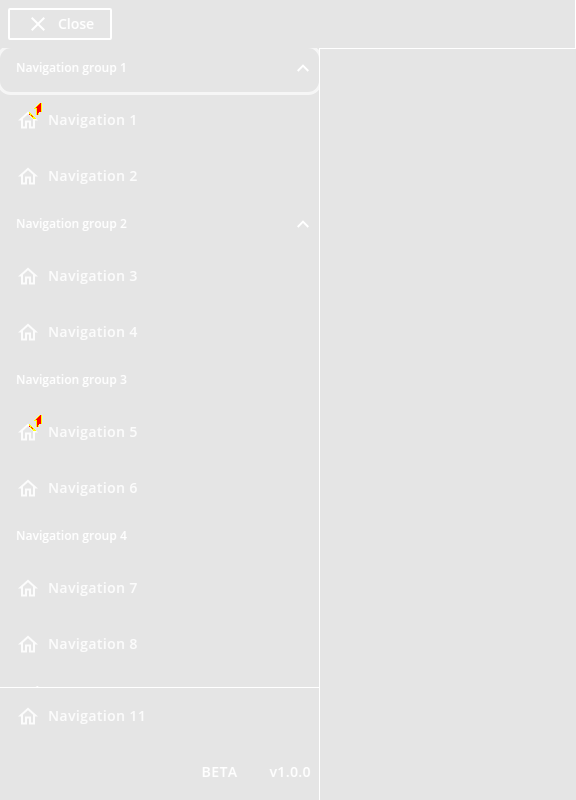 Close
Navigation group 1
Navigation 1
Navigation 2
Navigation group 2
Navigation 3
Navigation 4
Navigation group 3
Navigation 5
Navigation 6
Navigation group 4
Navigation 7
Navigation 8
Navigation 11
BETA v1.0.0